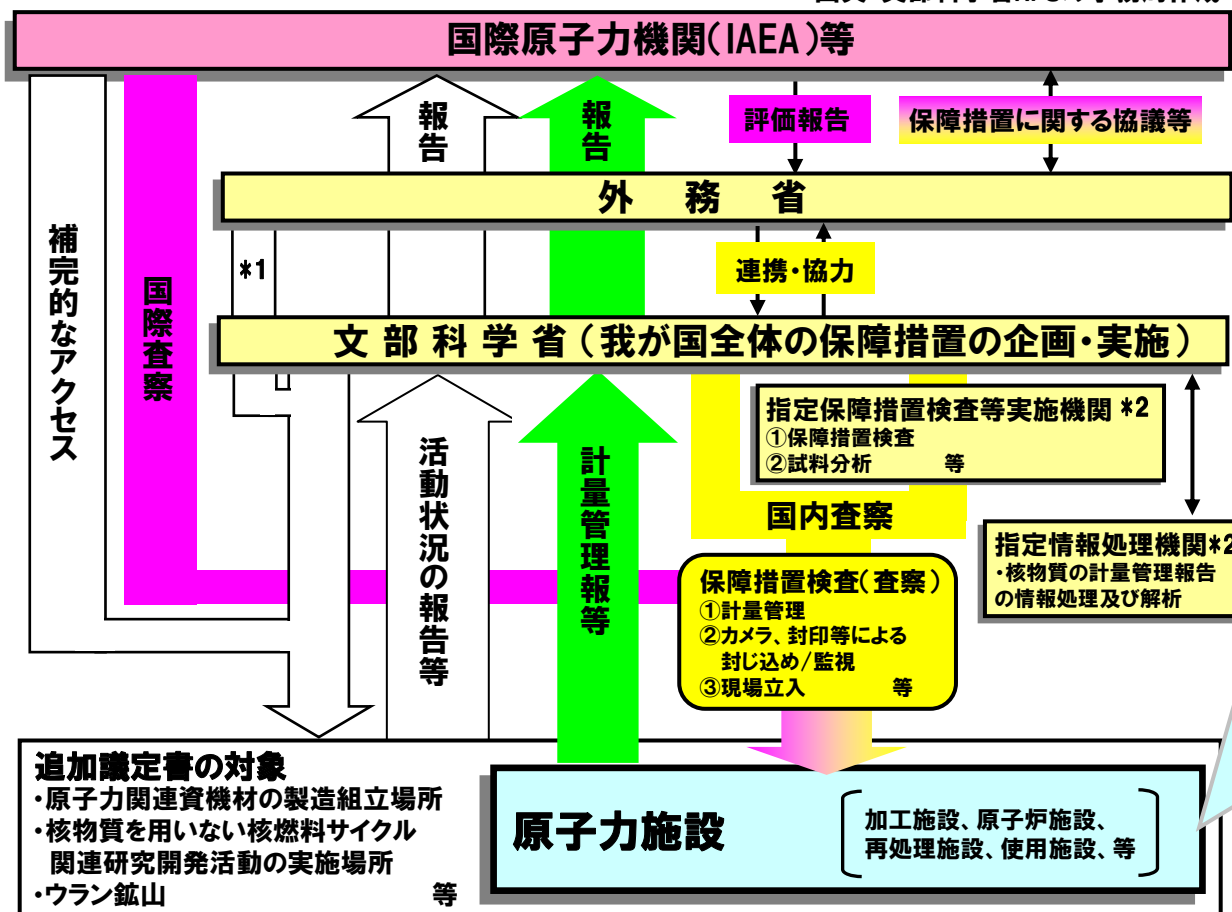 国際原子力機関(IAEA)等
報告
報告
評価報告
保障措置に関する協議等
外 務 省
補完的なアクセス
国際査察
*1
連携・協力
文 部 科 学 省 ( 我が国全体の保障措置の企画・実施 )
指定保障措置検査等実施機関 *2
①保障措置検査
②試料分析 等
活動状況の報告等
計量管理報等
国内査察
指定情報処理機関*2
・核物質の計量管理報告
の情報処理及び解析
保障措置検査(査察)
①計量管理
②カメラ、封印等による
封じ込め/監視
③現場立入 等
追加議定書の対象
・原子力関連資機材の製造組立場所
・核物質を用いない核燃料サイクル
関連研究開発活動の実施場所
・ウラン鉱山 等
原子力施設
加工施設、原子炉施設、
再処理施設、使用施設、等